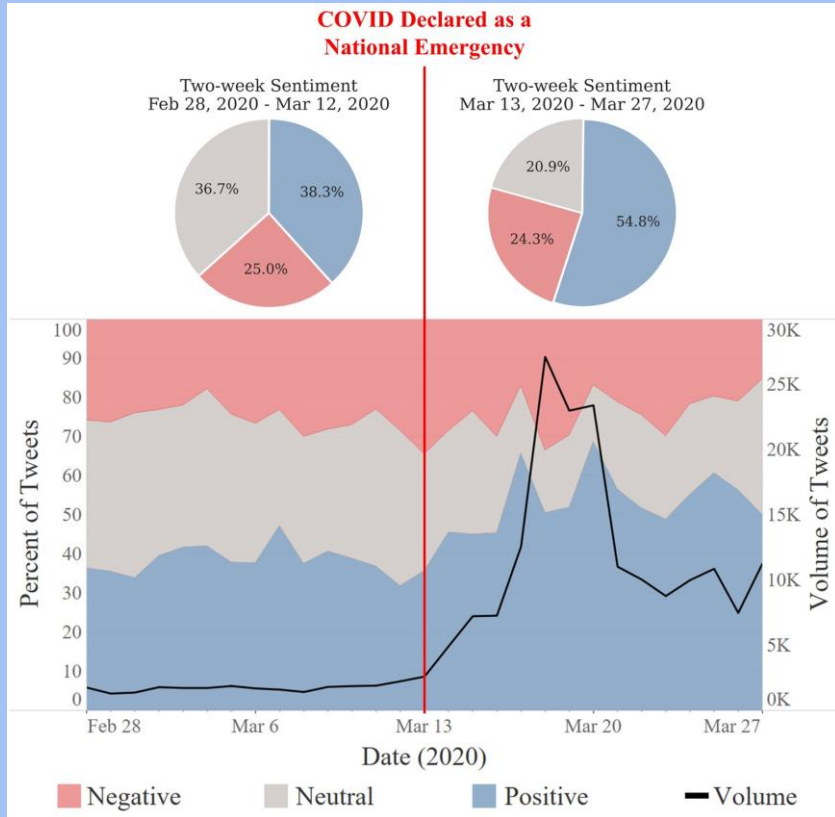 COVID Declared as a
National Emergency
Two-week Sentiment
Feb 28, 2020 - Mar 12, 2020
Two-week Sentiment
Mar 13, 2020 - Mar 27, 2020
36.7%
38.3%
25.0%
20.9%
24.3%
54.8%
Percent of Tweets
100
90
80
70
60
50
40
30
20
10
0
30K
25K
20K
15K
10K
5K
0K
Volume of Tweets
Feb 28
Mar 6
Mar 13
Mar 20
Mar 27
Date (2020)
Negative
Neutral
Positive
Volume